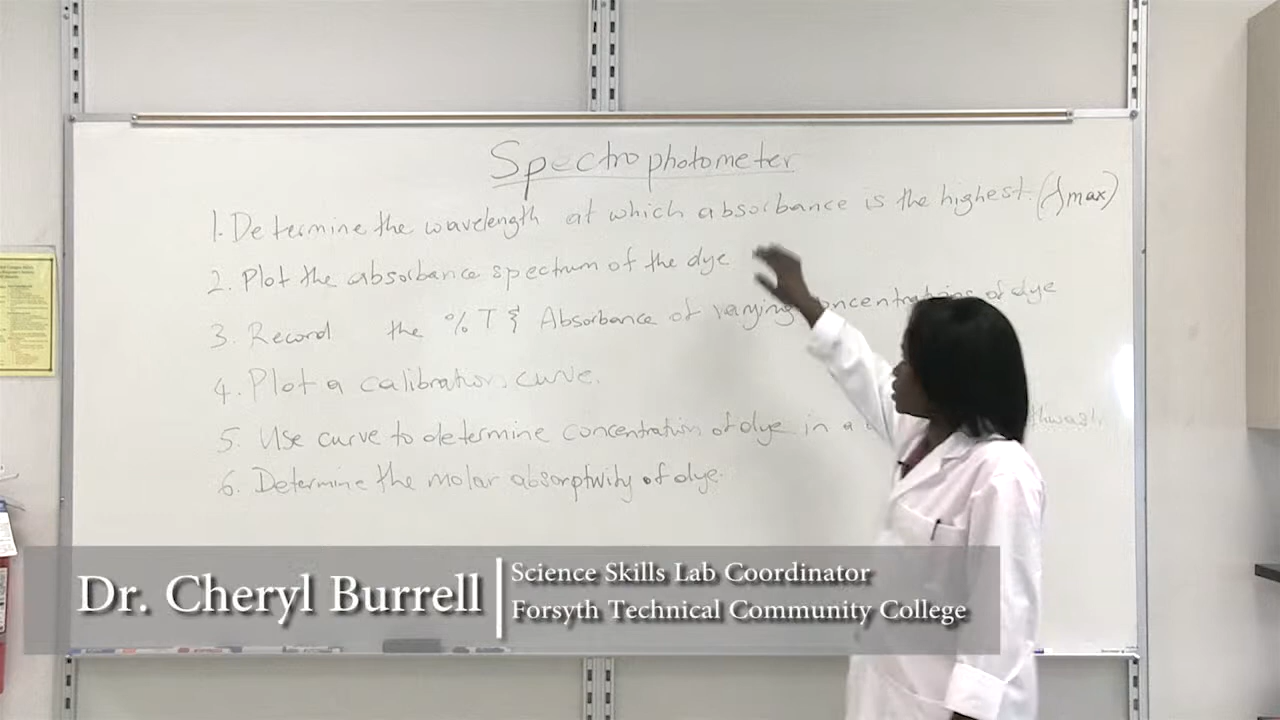 Spectrophotometer
1. Determine the wavelength at which absorbance is the highest. (λmax)
2. Plot the absorbance spectrum of the dye
3. Record the % T & Absorbance of varying concentrations of dye
4. Plot a calibration curve.
5. Use curve to determine concentration of dye in a
6. Determine the molar absorptivity of dye.
Dr. Cheryl Burrell
Science Skills Lab Coordinator
Forsyth Technical Community College